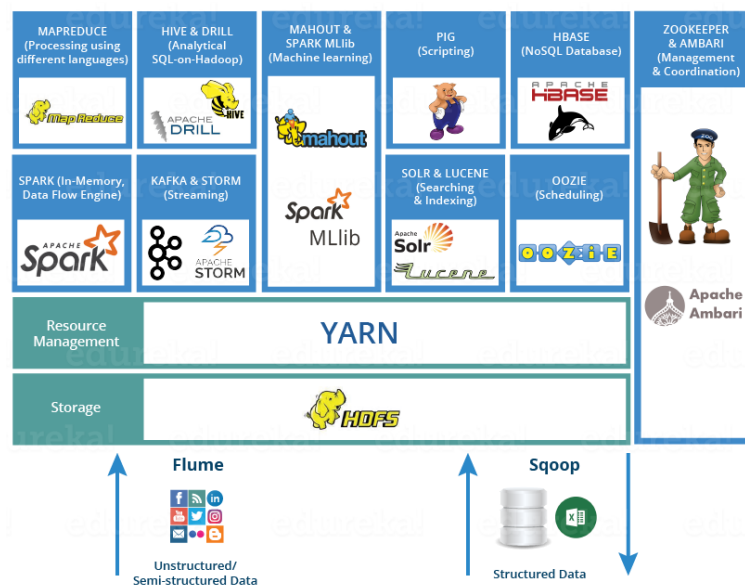 MAPREDUCE
(Processing using
different languages)
MapReduce
HIVE & DRILL
(Analytical
SQL-on-Hadoop)
HIVE
APACHE
DRILL
MAHOUT &
SPARK MLlib
(Machine learning)
mahout
Spark
MLlib
PIG
(Scripting)
HBASE
(NoSQL Database)
APACHE
HBASE
ZOOKEEPER
& AMBARI
(Management
& Coordination)
Apache
Ambari
SPARK (In-Memory,
Data Flow Engine)
APACHE
Spark
KAFKA & STORM
(Streaming)
APACHE
STORM
SOLR & LUCENE
(Searching
& Indexing)
Apache
Solr
Lucene
OOZIE
(Scheduling)
OOZiE
Resource
Management
YARN
Storage
HDFS
Flume
Unstructured/
Semi-structured Data
Sqoop
Structured Data
edureka!